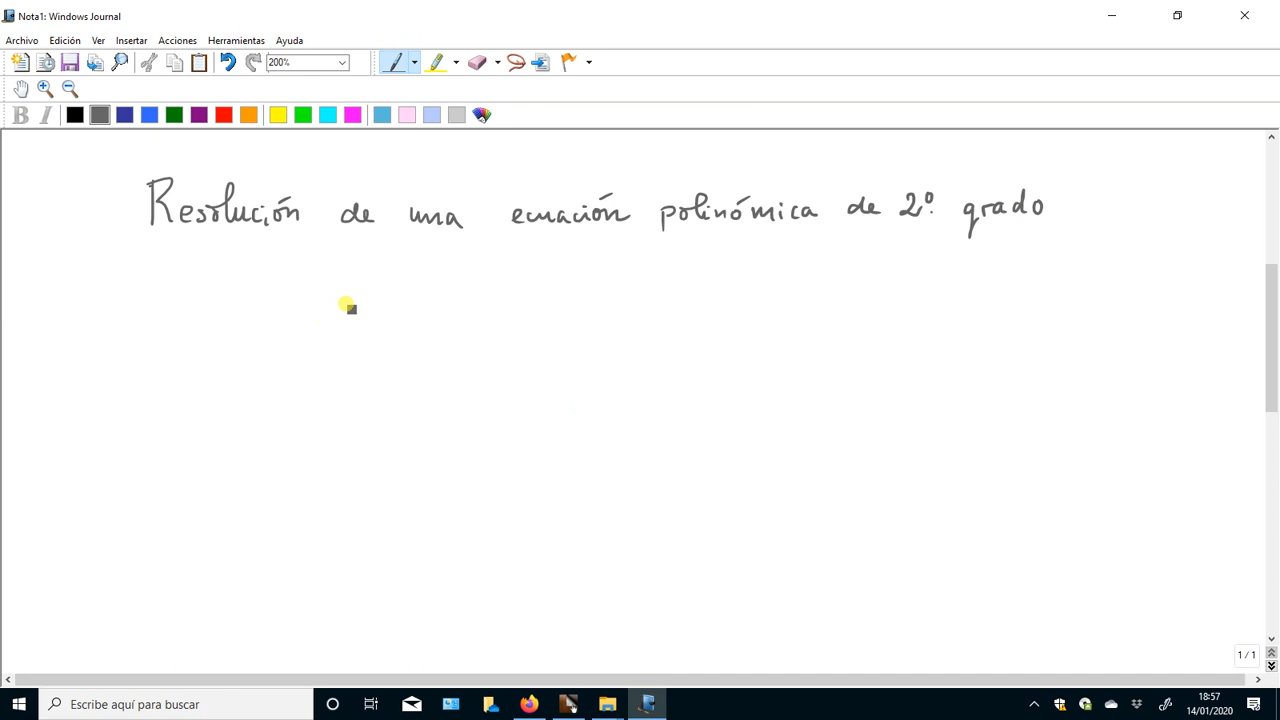 Nota1: Windows Journal
Archivo Edición Ver Insertar Acciones Herramientas Ayuda
200%
B I
Resolución de una ecuación polinómica de 2º grado
1 / 1
Escribe aquí para buscar
18:57
14/01/2020